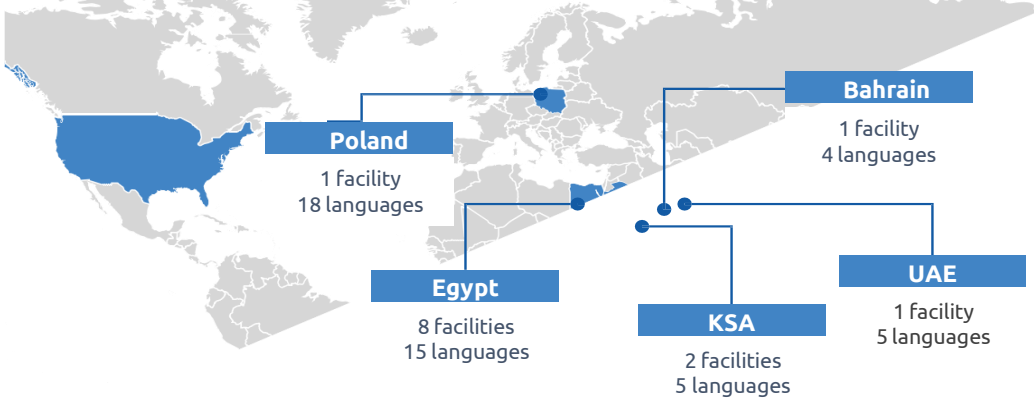 Bahrain
1 facility
4 languages
Poland
1 facility
18 languages
Egypt
8 facilities
15 languages
KSA
2 facilities
5 languages
UAE
1 facility
5 languages